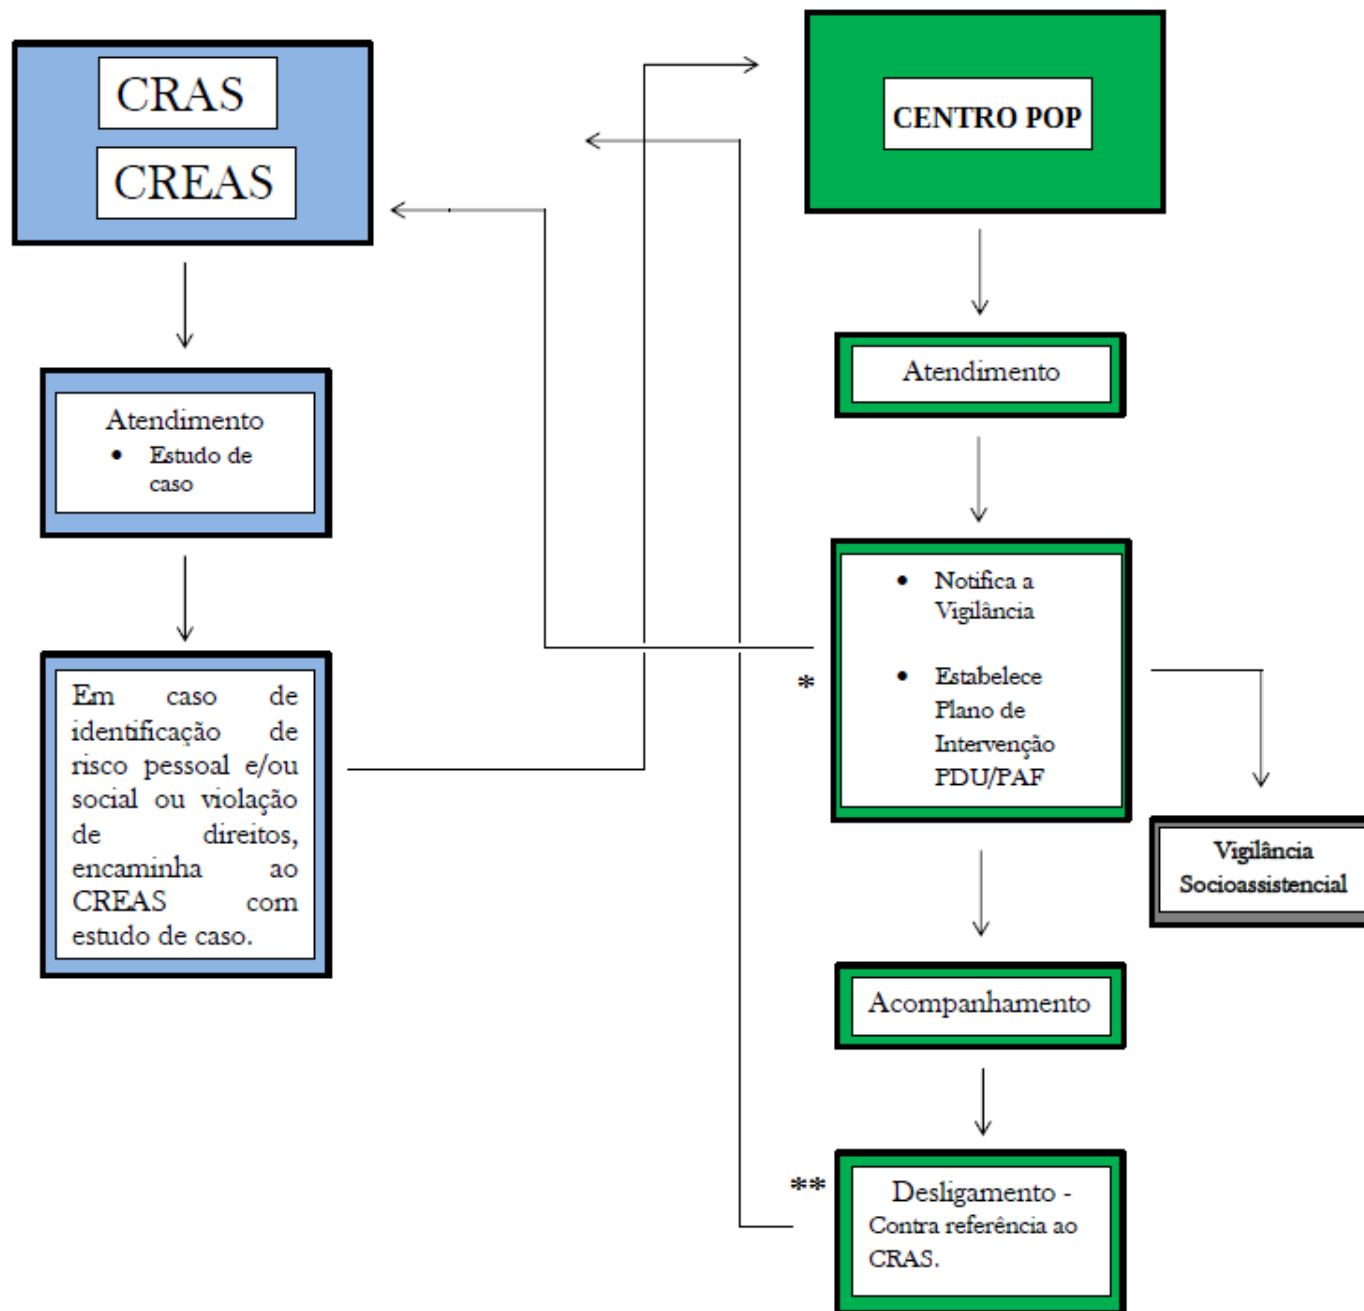 CRAS
CREAS
Atendimento
• Estudo de
caso
Em caso de
identificação de
risco pessoal e/ou
social ou violação
de direitos,
encaminha ao
CREAS com
estudo de caso.
CENTRO POP
Atendimento
• Notifica a
Vigilância
• Estabelece
Plano de
Intervenção
PDU/PAF
*
Vigilância
Socioassistencial
Acompanhamento
**
Desligamento -
Contra referência ao
CRAS.